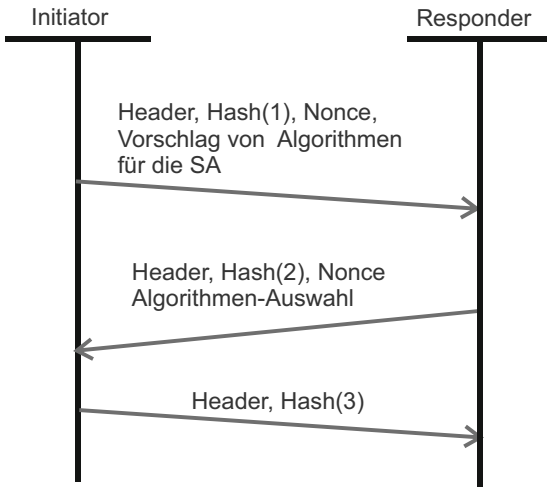 Initiator
Responder
Header, Hash(1), Nonce,
Vorschlag von Algorithmen
für die SA
Header, Hash(2), Nonce
Algorithmen-Auswahl
Header, Hash(3)